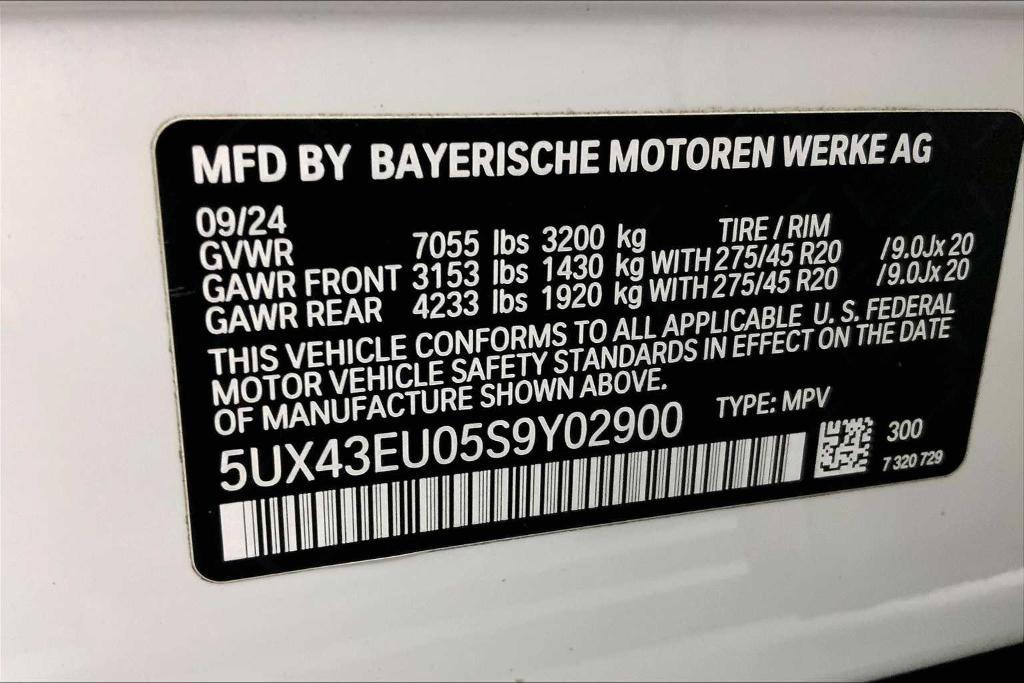 MFD BY BAYERISCHE MOTOREN WERKE AG
09/24
GVWR 7055 lbs 3200 kg TIRE / RIM
GAWR FRONT 3153 lbs 1430 kg WITH 275/45 R20 /9.0Jx 20
GAWR REAR 4233 lbs 1920 kg WITH 275/45 R20 /9.0Jx 20
THIS VEHICLE CONFORMS TO ALL APPLICABLE U. S. FEDERAL
MOTOR VEHICLE SAFETY STANDARDS IN EFFECT ON THE DATE
OF MANUFACTURE SHOWN ABOVE.
5UX43EU05S9Y02900 TYPE: MPV
300
7 320 729